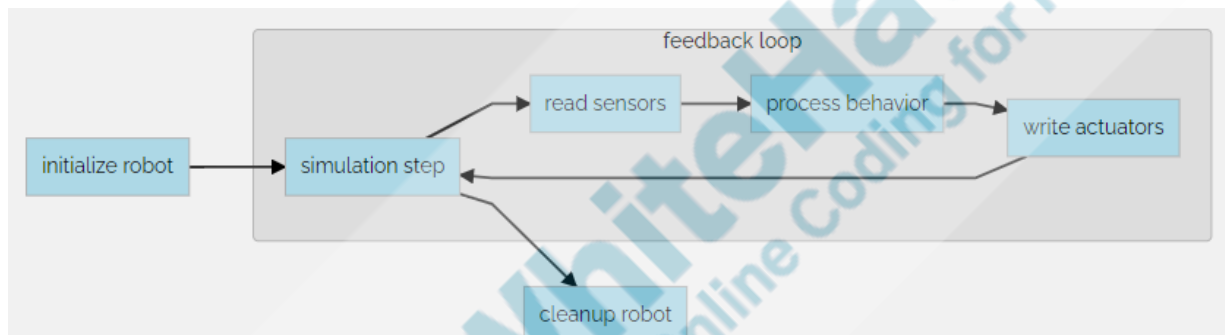 feedback loop
read sensors
process behavior
write actuators
initialize robot
simulation step
cleanup robot